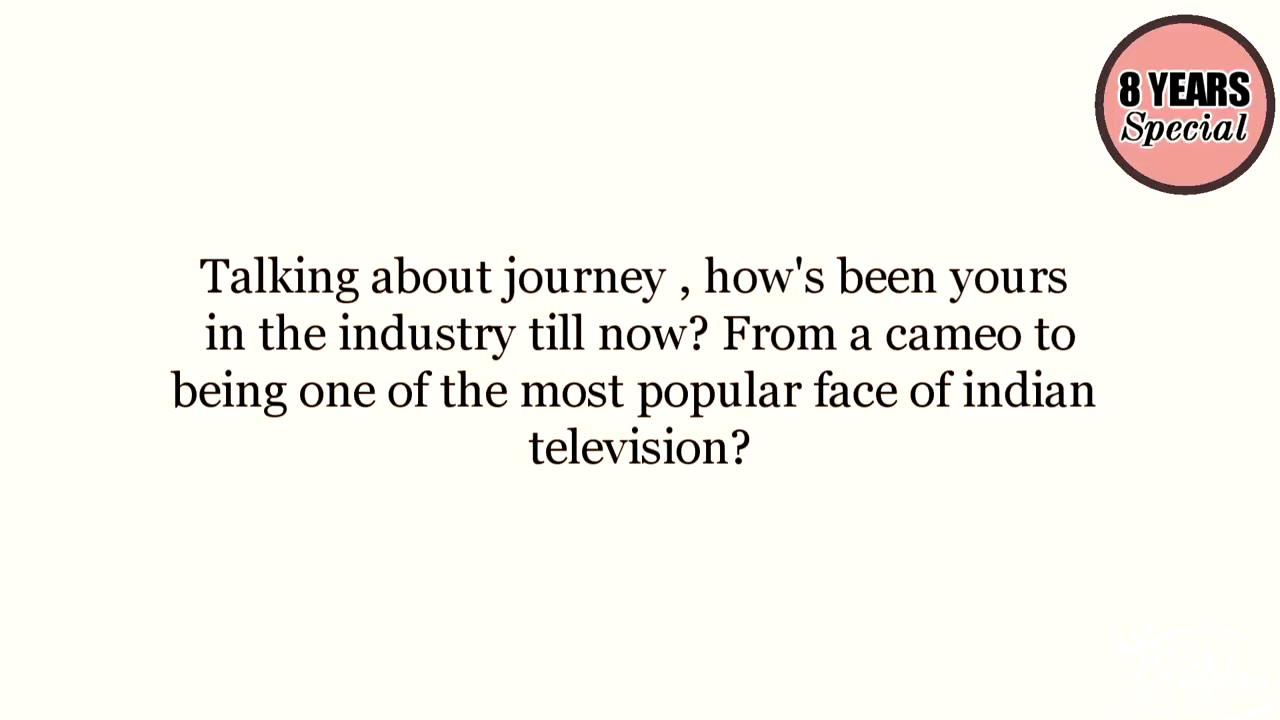 8 YEARS
Special
Talking about journey , how's been yours
in the industry till now? From a cameo to
being one of the most popular face of indian
television?